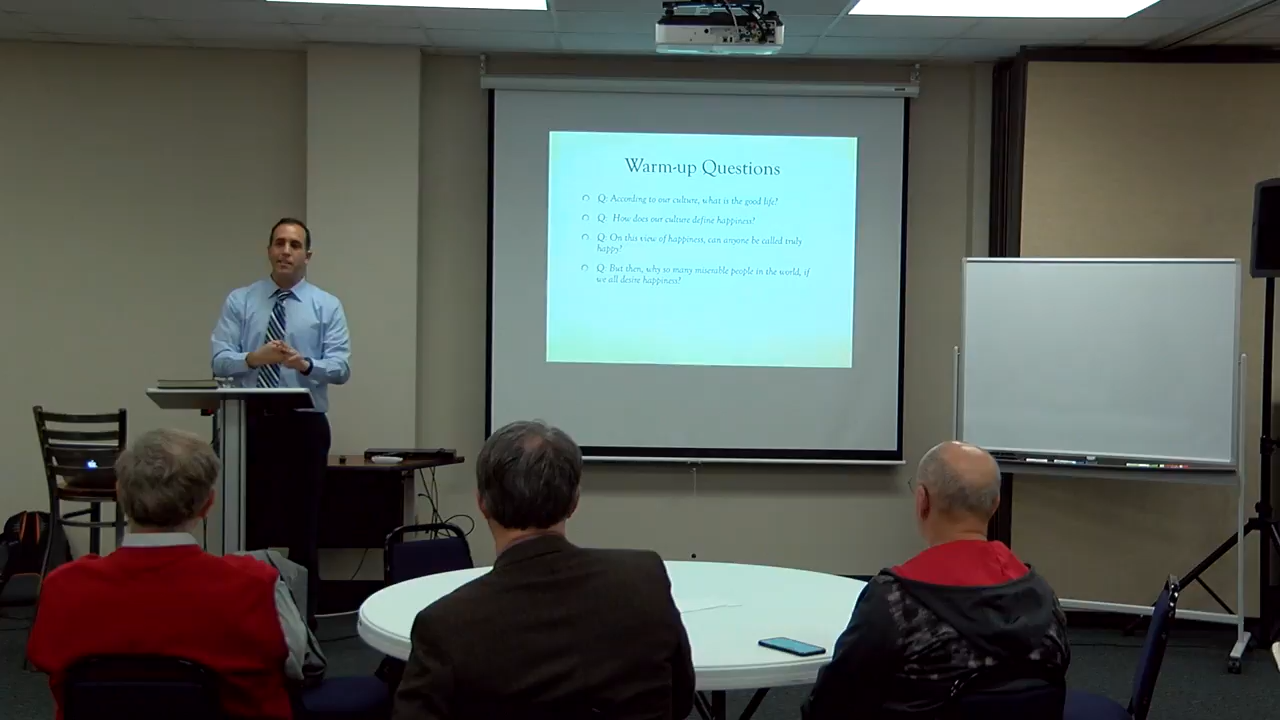 Warm-up Questions
Q: According to our culture, what is the good life?
Q: How does our culture define happiness?
Q: On this view of happiness, can anyone be called truly
happy?
Q: But then, why so many miserable people in the world, if
we all desire happiness?